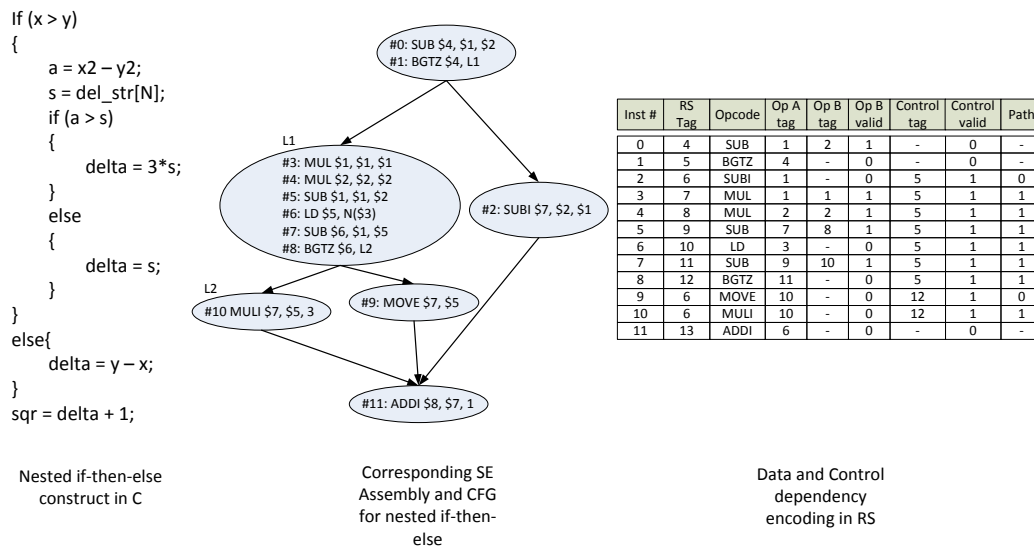 If (x > y)
{
a = x2 – y2;
s = del_str[N];
if (a > s)
{
delta = 3*s;
}
else
{
delta = s;
}
}
else{
delta = y – x;
}
sqr = delta + 1;
Nested if-then-else
construct in C
#0: SUB $4, $1, $2
#1: BGTZ $4, L1
L1
#3: MUL $1, $1, $1
#4: MUL $2, $2, $2
#5: SUB $1, $1, $2
#6: LD $5, N($3)
#7: SUB $6, $1, $5
#8: BGTZ $6, L2
#2: SUBI $7, $2, $1
L2
#10 MULI $7, $5, 3
#9: MOVE $7, $5
#11: ADDI $8, $7, 1
Corresponding SE
Assembly and CFG
for nested if-then-
else
Inst # RS Tag Opcode Op A tag Op B tag Op B valid Control tag Control valid Path
0 4 SUB 1 2 1 - 0 -
1 5 BGTZ 4 - 0 - 0 -
2 6 SUBI 1 - 0 5 1 0
3 7 MUL 1 1 1 5 1 1
4 8 MUL 2 2 1 5 1 1
5 9 SUB 7 8 1 5 1 1
6 10 LD 3 - 0 5 1 1
7 11 SUB 9 10 1 5 1 1
8 12 BGTZ 11 - 0 5 1 1
9 6 MOVE 10 - 0 12 1 0
10 6 MULI 10 - 0 12 1 1
11 13 ADDI 6 - 0 - 0 -
Data and Control
dependency
encoding in RS